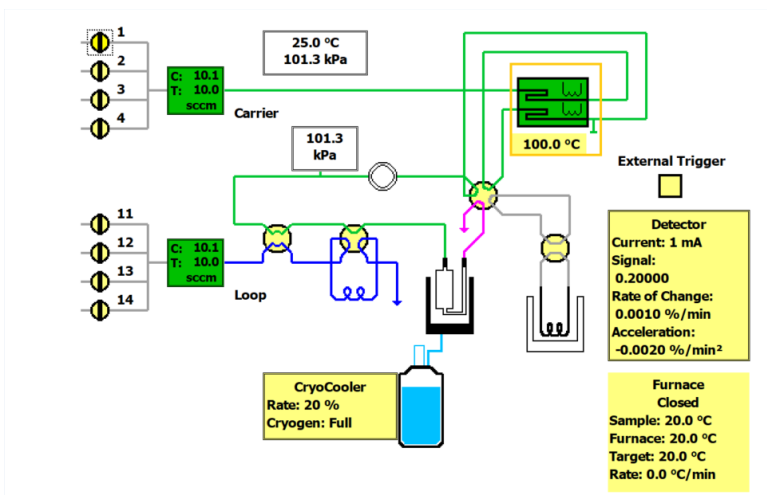 1
2
3
4
C: 10.1
T: 10.0
sccm
Carrier
25.0 °C
101.3 kPa
100.0 °C
101.3
kPa
External Trigger
11
12
13
14
C: 10.1
T: 10.0
sccm
Loop
Detector
Current: 1 mA
Signal:
0.20000
Rate of Change:
0.0010 %/min
Acceleration:
-0.0020 %/min²
CryoCooler
Rate: 20 %
Cryogen: Full
Furnace
Closed
Sample: 20.0 °C
Furnace: 20.0 °C
Target: 20.0 °C
Rate: 0.0 °C/min